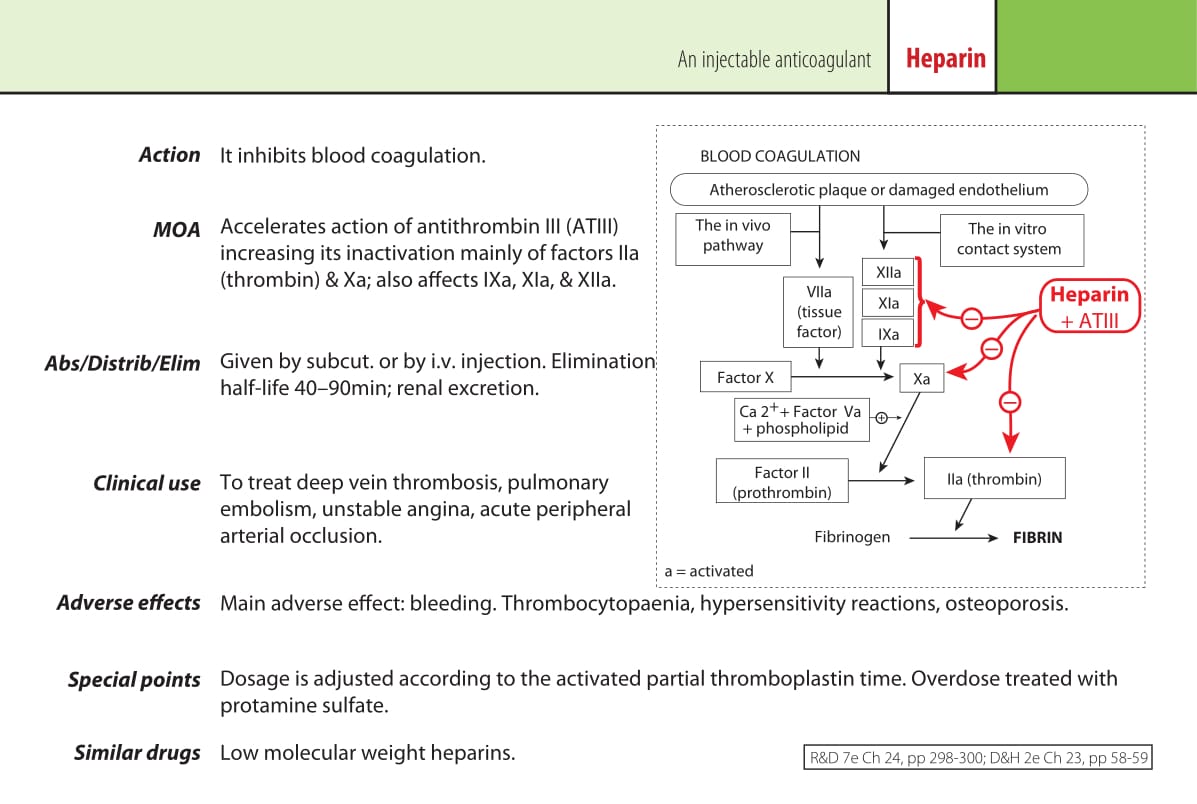 An injectable anticoagulant
Heparin
Action
It inhibits blood coagulation.
MOA
Accelerates action of antithrombin III (ATIII)
increasing its inactivation mainly of factors IIa
(thrombin) & Xa; also affects IXa, XIa, & XIIa.
Abs/Distrib/Elim
Given by subcut. or by i.v. injection. Elimination
half-life 40–90min; renal excretion.
Clinical use
To treat deep vein thrombosis, pulmonary
embolism, unstable angina, acute peripheral
arterial occlusion.
BLOOD COAGULATION
Atherosclerotic plaque or damaged endothelium
The in vivo
pathway
The in vitro
contact system
XIIa
XIa
IXa
VIIa
(tissue
factor)
Heparin
+ ATIII
−
−
−
Factor X
Xa
Ca 2+ + Factor Va
+ phospholipid
+
Factor II
(prothrombin)
IIa (thrombin)
Fibrinogen
FIBRIN
a = activated
Adverse effects
Main adverse effect: bleeding. Thrombocytopaenia, hypersensitivity reactions, osteoporosis.
Special points
Dosage is adjusted according to the activated partial thromboplastin time. Overdose treated with
protamine sulfate.
Similar drugs
Low molecular weight heparins.
R&D 7e Ch 24, pp 298-300; D&H 2e Ch 23, pp 58-59